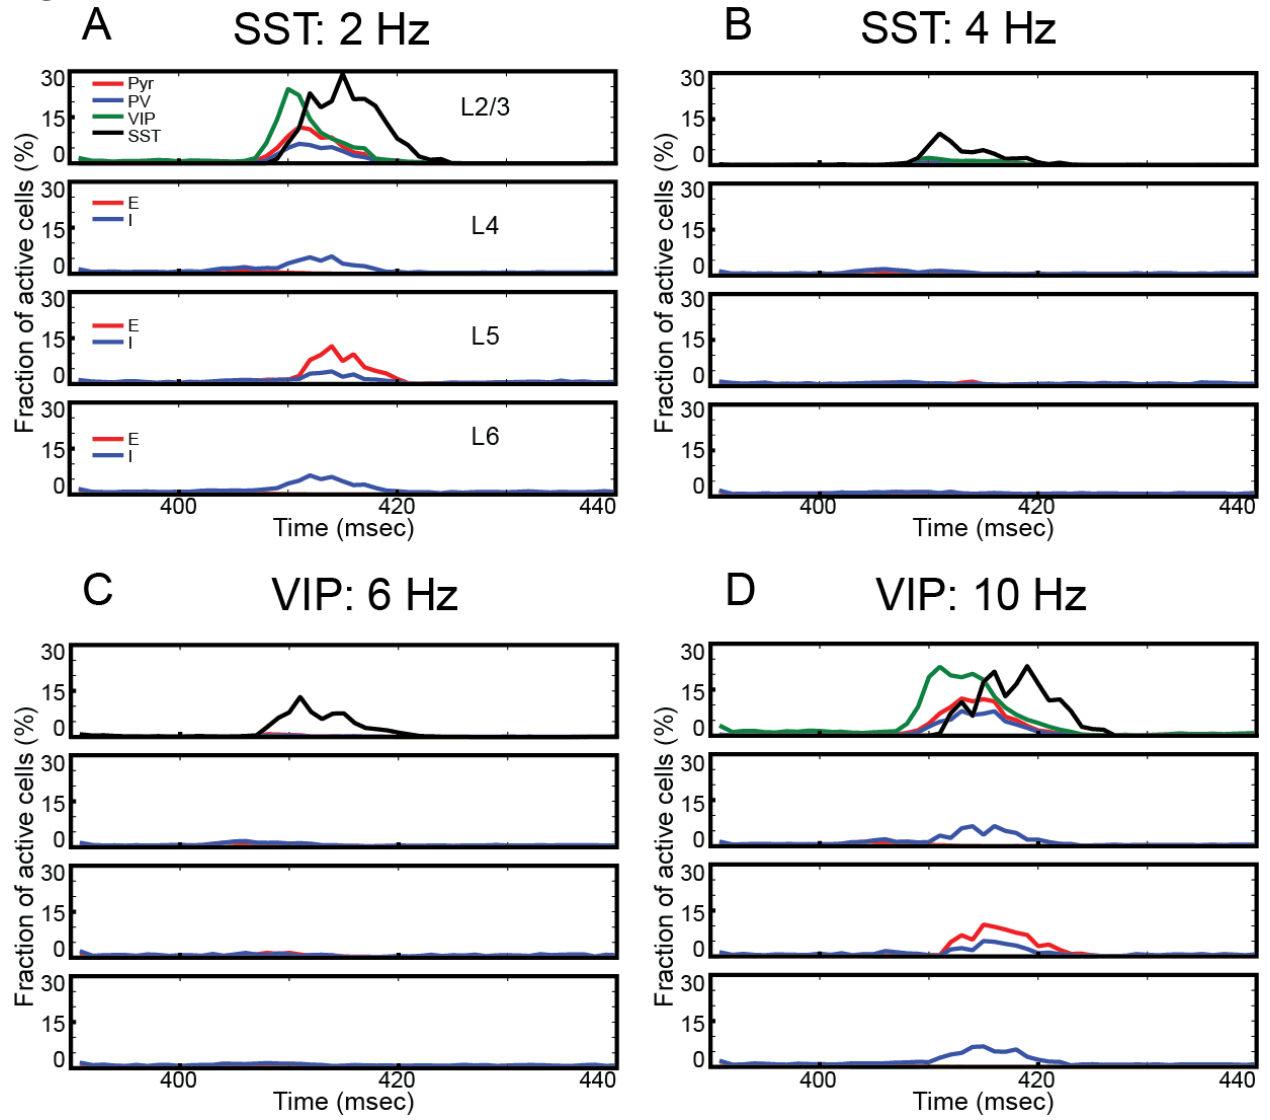 A
SST: 2 Hz
Fraction of active cells (%)
30
15
0
Pyr
PV
VIP
SST
L2/3
30
15
0
E
I
L4
30
15
0
E
I
L5
30
15
0
E
I
L6
400
420
440
Time (msec)
B
SST: 4 Hz
Fraction of active cells (%)
30
15
0
30
15
0
30
15
0
30
15
0
400
420
440
Time (msec)
C
VIP: 6 Hz
Fraction of active cells (%)
30
15
0
30
15
0
30
15
0
30
15
0
400
420
440
Time (msec)
D
VIP: 10 Hz
Fraction of active cells (%)
30
15
0
30
15
0
30
15
0
30
15
0
400
420
440
Time (msec)